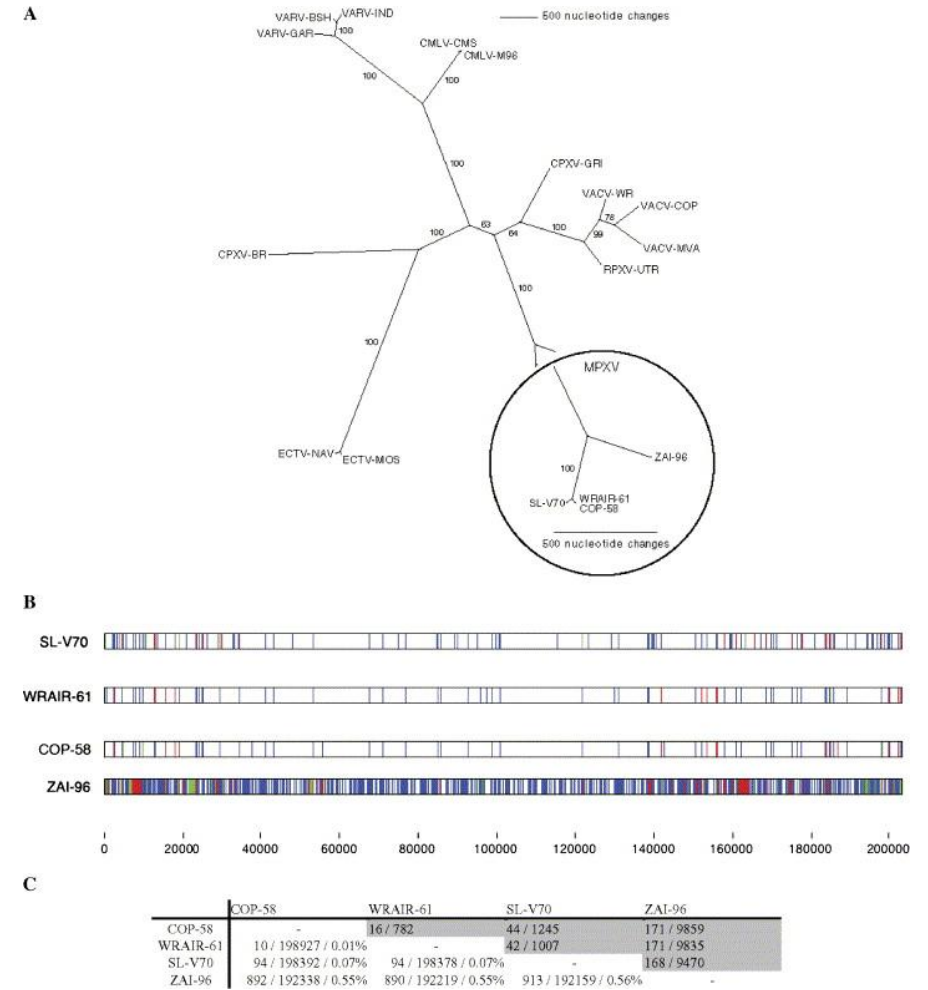 A
VARV-BSH VARV-IND
VARV-GAR 100
500 nucleotide changes
CMLV-CMS
CMLV-M96
100
100
100
CPXV-GRI
VACV-WR
VACV-COP
78
99
100
63
64
100
VACV-MVA
RPXV-UTR
CPXV-BR
100
100
MPXV
ECTV-NAV ECTV-MOS
ZAI-96
100
SL-V70 WRAIR-61
COP-58
500 nucleotide changes
B
SL-V70
WRAIR-61
COP-58
ZAI-96
0 20000 40000 60000 80000 100000 120000 140000 160000 180000 200000
C
COP-58 WRAIR-61 SL-V70 ZAI-96
COP-58 - 16 / 782 44 / 1245 171 / 9859
WRAIR-61 10 / 198927 / 0.01% - 42 / 1007 171 / 9835
SL-V70 94 / 198392 / 0.07% 94 / 198378 / 0.07% - 168 / 9470
ZAI-96 892 / 192338 / 0.55% 890 / 192219 / 0.55% 913 / 192159 / 0.56% -